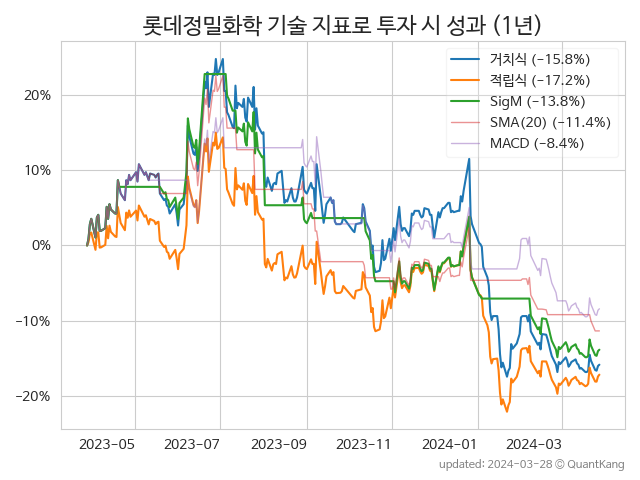 롯데정밀화학 기술 지표로 투자 시 성과 (1년)
거치식 (−15.8%)
적립식 (−17.2%)
SigM (−13.8%)
SMA(20) (−11.4%)
MACD (−8.4%)
20%
10%
0%
−10%
−20%
2023−05 2023−07 2023−09 2023−11 2024−01 2024−03
updated: 2024−03−28 © QuantKang